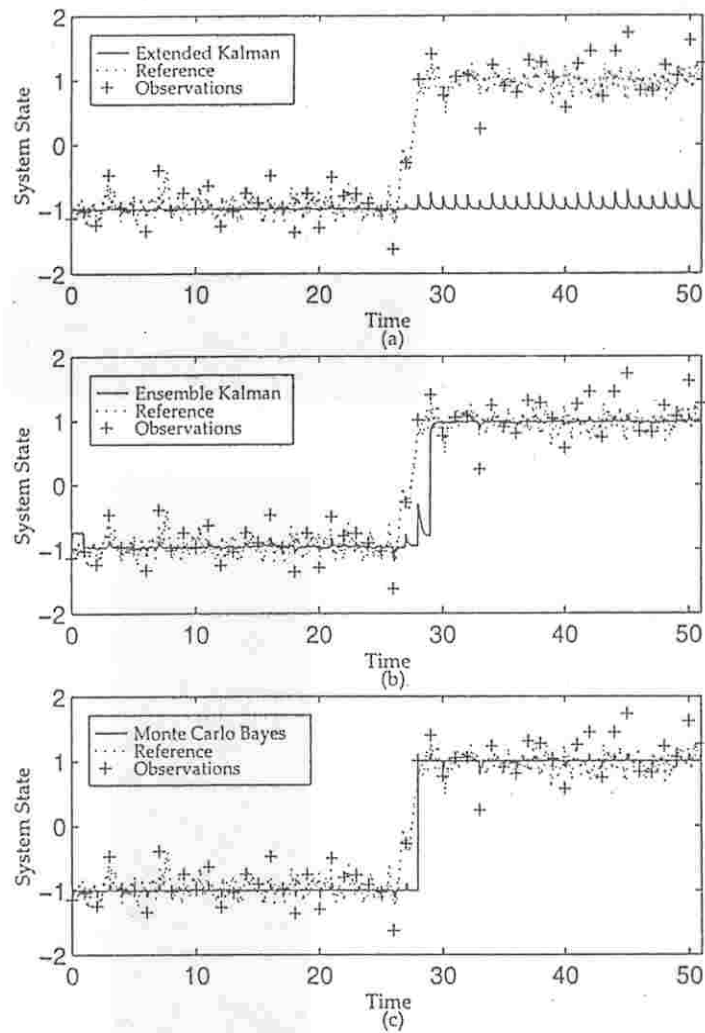 2
1
0
−1
−2
System State
Extended Kalman
Reference
Observations
0 10 20 30 40 50
Time
(a)
2
1
0
−1
−2
System State
Ensemble Kalman
Reference
Observations
0 10 20 30 40 50
Time
(b)
2
1
0
−1
−2
System State
Monte Carlo Bayes
Reference
Observations
0 10 20 30 40 50
Time
(c)